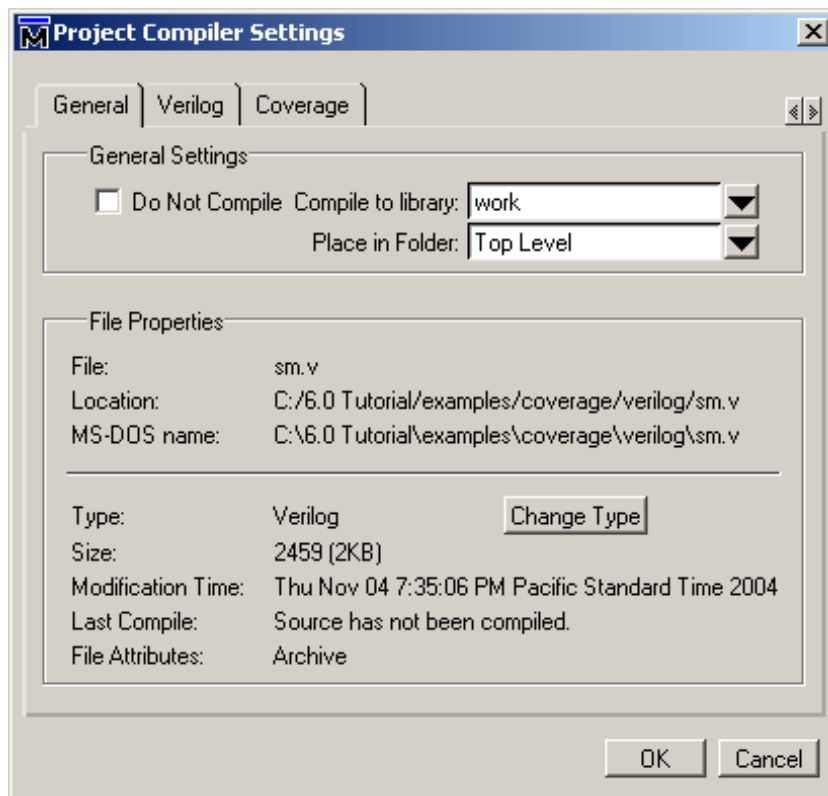 Project Compiler Settings
General Verilog Coverage
General Settings
Do Not Compile Compile to library: work
Place in Folder: Top Level
File Properties
File: sm.v
Location: C:/6.0 Tutorial/examples/coverage/verilog/sm.v
MS-DOS name: C:\6.0 Tutorial\examples\coverage\verilog\sm.v
Type: Verilog Change Type
Size: 2459 (2KB)
Modification Time: Thu Nov 04 7:35:06 PM Pacific Standard Time 2004
Last Compile: Source has not been compiled.
File Attributes: Archive
OK Cancel